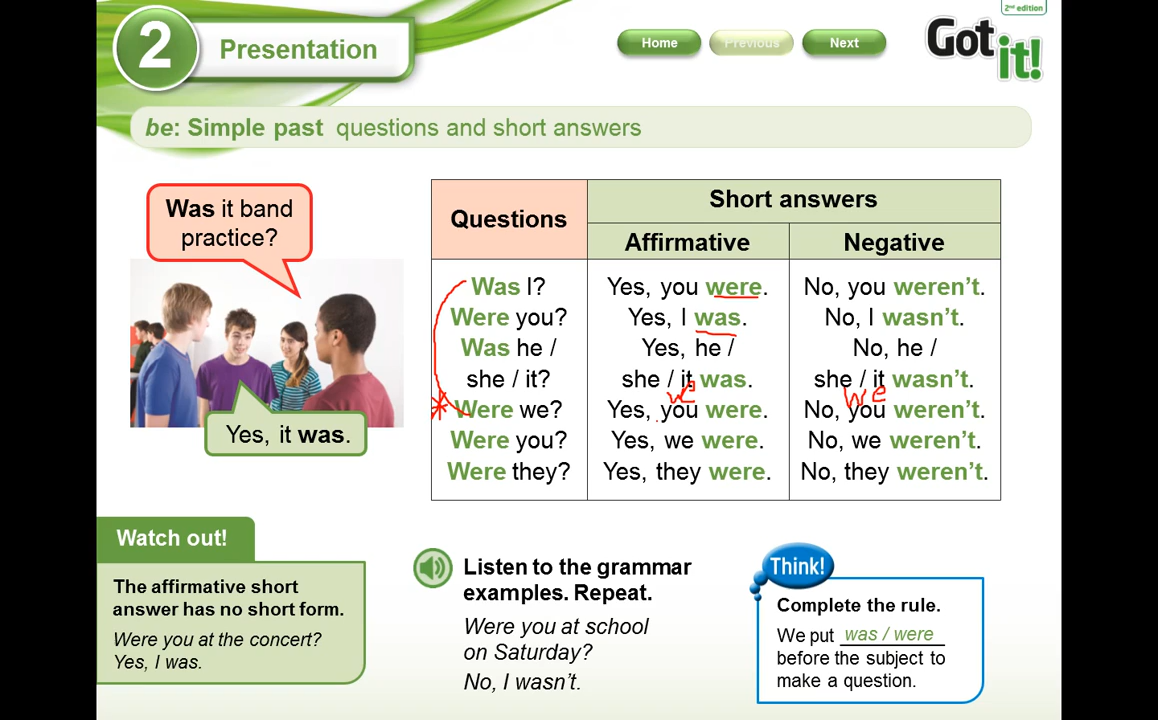 2nd edition
2
Presentation
Home
Previous
Next
Got it!
be: Simple past questions and short answers
Was it band
practice?
Yes, it was.
Questions
Short answers
Affirmative
Negative
Was I?
Yes, you were.
No, you weren't.
Were you?
Yes, I was.
No, I wasn't.
Was he /
Yes, he /
No, he /
she / it?
she / it was.
she / it wasn't.
we
we
* Were we?
Yes, you were.
No, you weren't.
Were you?
Yes, we were.
No, we weren't.
Were they?
Yes, they were.
No, they weren't.
Watch out!
The affirmative short
answer has no short form.
Were you at the concert?
Yes, I was.
Listen to the grammar
examples. Repeat.
Were you at school
on Saturday?
No, I wasn't.
Think!
Complete the rule.
We put was / were
before the subject to
make a question.